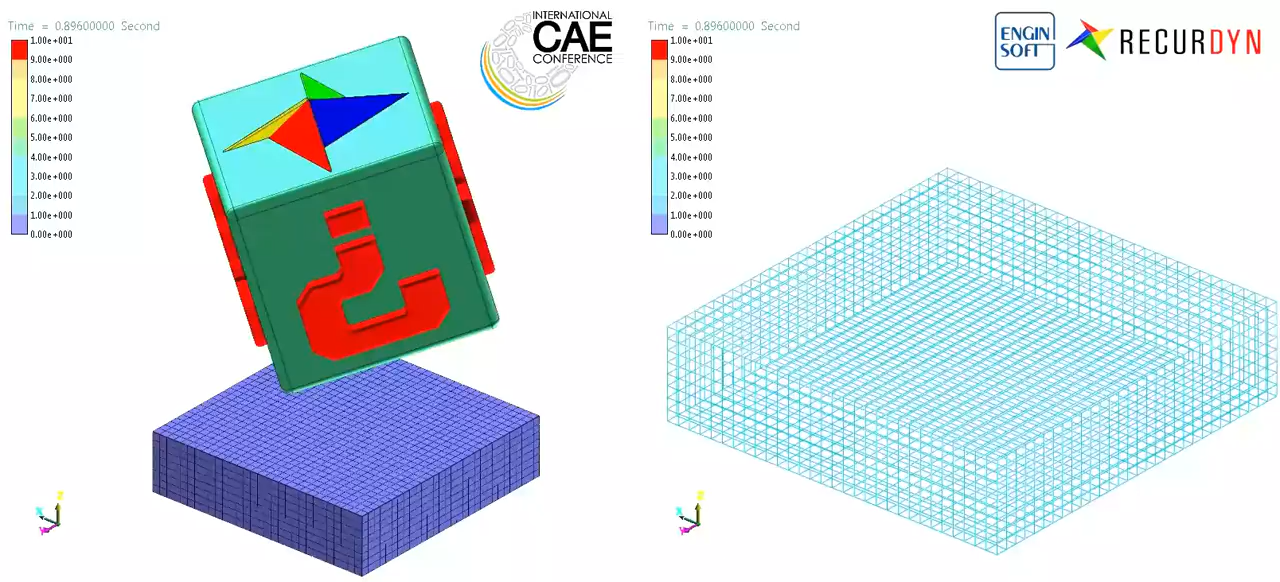 Time = 0.89600000 Second
1.00e+001
9.00e+000
8.00e+000
7.00e+000
6.00e+000
5.00e+000
4.00e+000
3.00e+000
2.00e+000
1.00e+000
0.00e+000
?
Z
X
Y
INTERNATIONAL
CAE
CONFERENCE
Time = 0.89600000 Second
1.00e+001
9.00e+000
8.00e+000
7.00e+000
6.00e+000
5.00e+000
4.00e+000
3.00e+000
2.00e+000
1.00e+000
0.00e+000
Z
X
Y
ENGIN
SOFT
RECURDYN